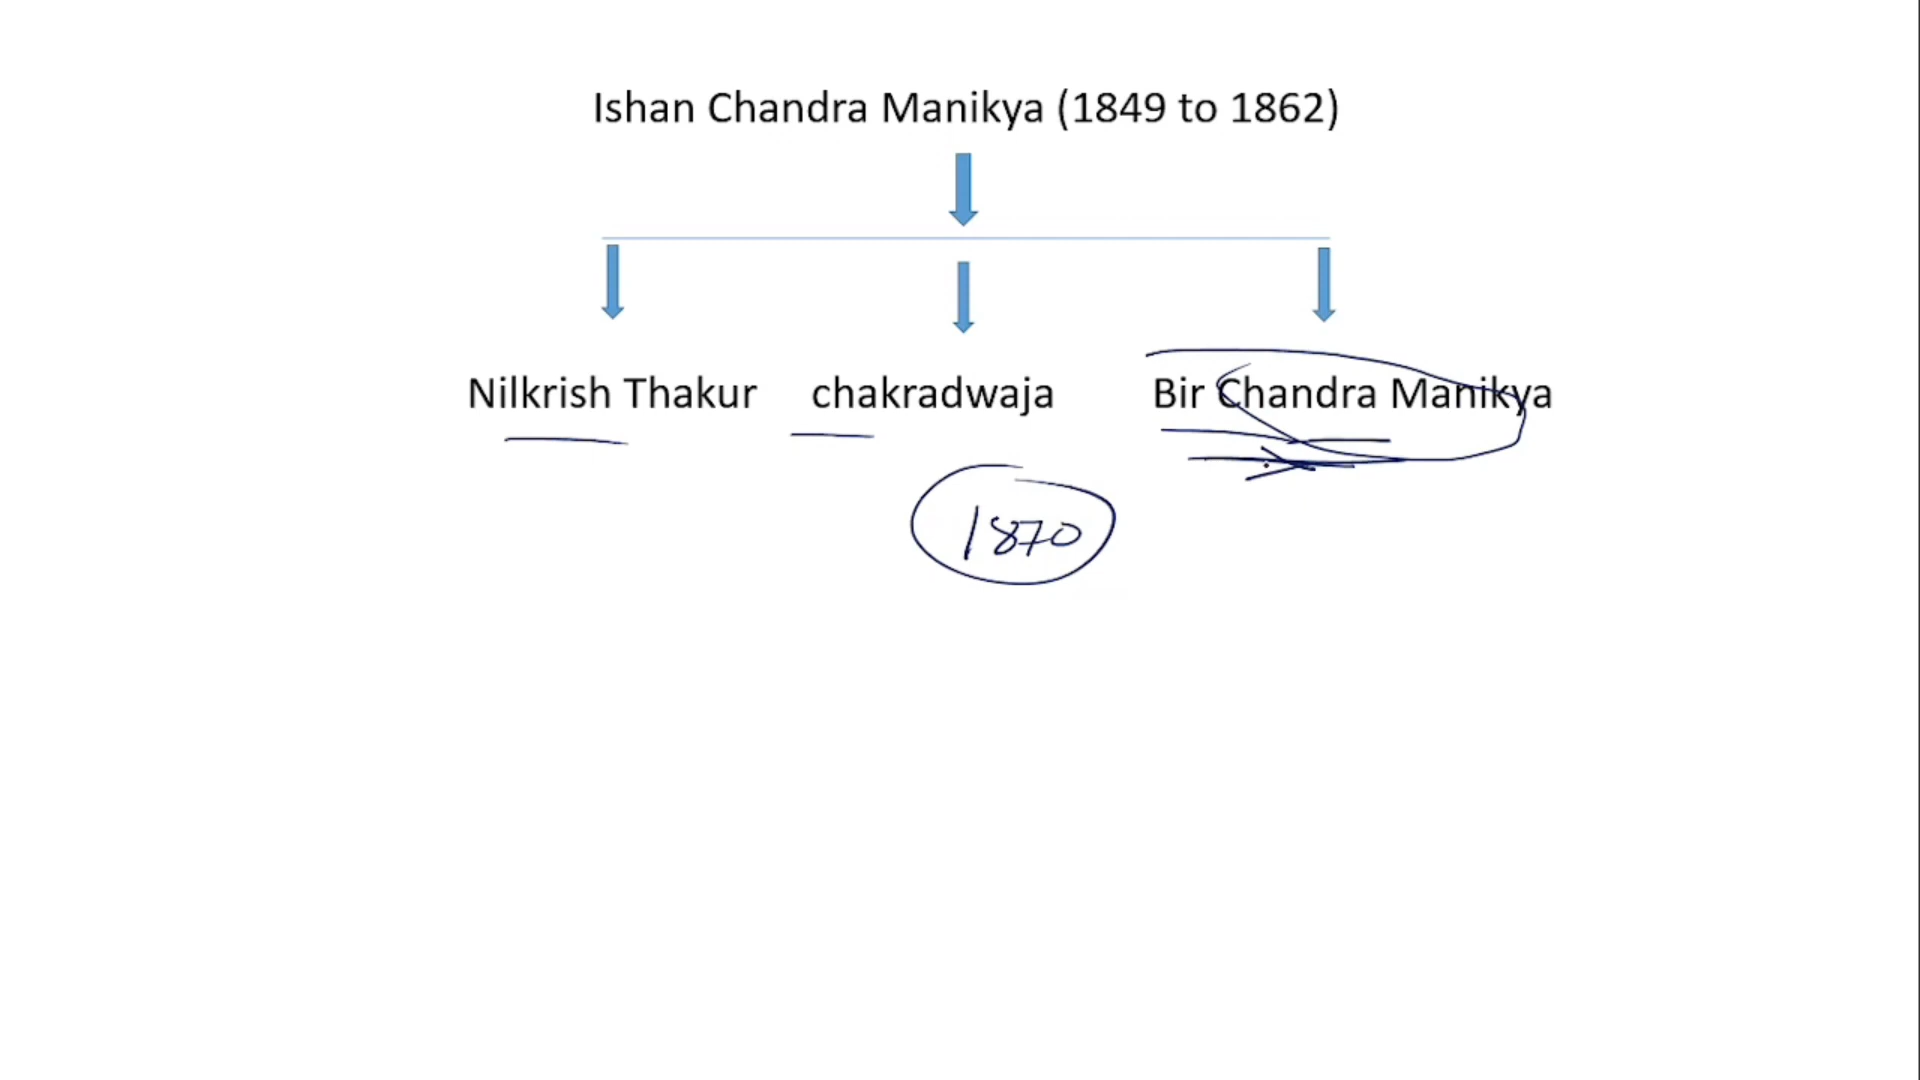 Ishan Chandra Manikya (1849 to 1862)
Nilkrish Thakur chakradwaja Bir Chandra Manikya
1870